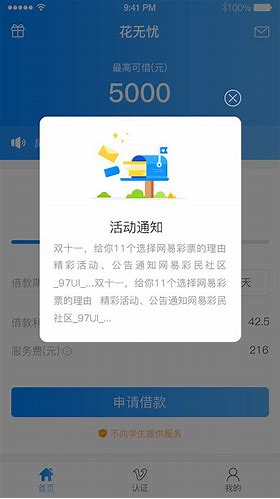 9:41 PM
100%
花无忧
最高可借(元)
5000
活动通知
双十一，给你11个选择网易彩票的理由
精彩活动、公告通知网易彩民社区
_97UI_...双十一，给你11个选择网易彩
票的理由 精彩活动、公告通知网易彩民
社区_97UI_...
借款期
天
借款利
42.5
服务费(元)
216
申请借款
不向学生提供服务
首页
认证
我的